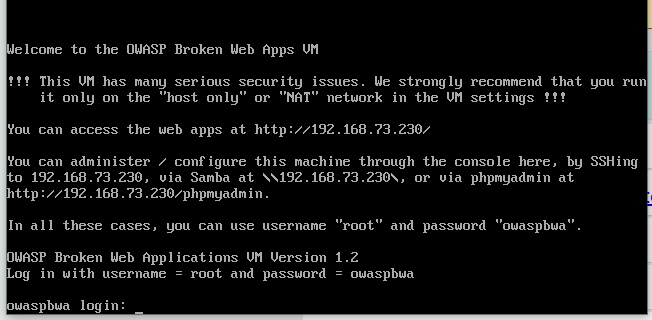 Welcome to the OWASP Broken Web Apps VM
!!! This VM has many serious security issues. We strongly recommend that you run
it only on the "host only" or "NAT" network in the VM settings !!!
You can access the web apps at http://192.168.73.230/
You can administer / configure this machine through the console here, by SSHing
to 192.168.73.230, via Samba at \\192.168.73.230\, or via phpmyadmin at
http://192.168.73.230/phpmyadmin.
In all these cases, you can use username "root" and password "owaspbwa".
OWASP Broken Web Applications VM Version 1.2
Log in with username = root and password = owaspbwa
owaspbwa login: _